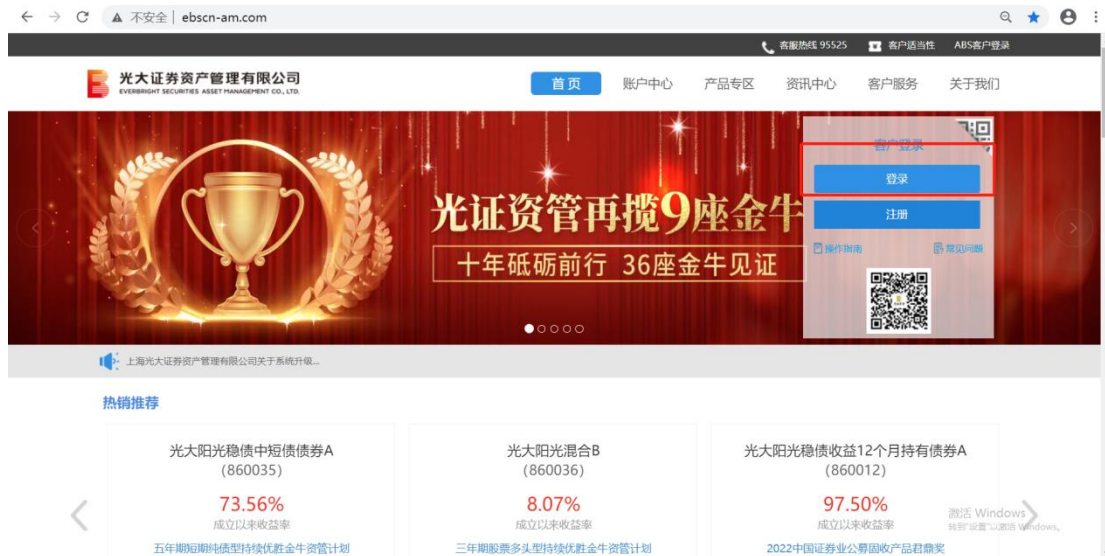 不安全 | ebscn-am.com
客服热线 95525 客户适当性 ABS客户登录
光大证券资产管理有限公司
EVERBRIGHT SECURITIES ASSET MANAGEMENT CO., LTD.
首页 账户中心 产品专区 资讯中心 客户服务 关于我们
客户登录
登录
光证资管再揽9座金牛
注册
操作指南 常见问题
十年砥砺前行 36座金牛见证
上海光大证券资产管理有限公司关于系统升级...
热销推荐
光大阳光稳债中短债债券A
(860035)
73.56%
成立以来收益率
五年期短期纯债型持续优胜金牛资管计划
光大阳光混合B
(860036)
8.07%
成立以来收益率
三年期股票多头型持续优胜金牛资管计划
光大阳光稳债收益12个月持有债券A
(860012)
97.50%
成立以来收益率
2022中国证券业公募固收产品君鼎奖
激活 Windows
转到"设置"以激活 Windows。